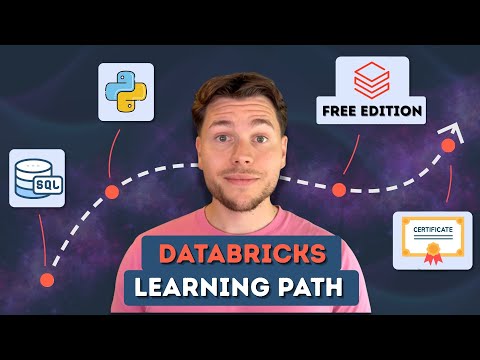 SQL
FREE EDITION
CERTIFICATE
DATABRICKS
LEARNING PATH